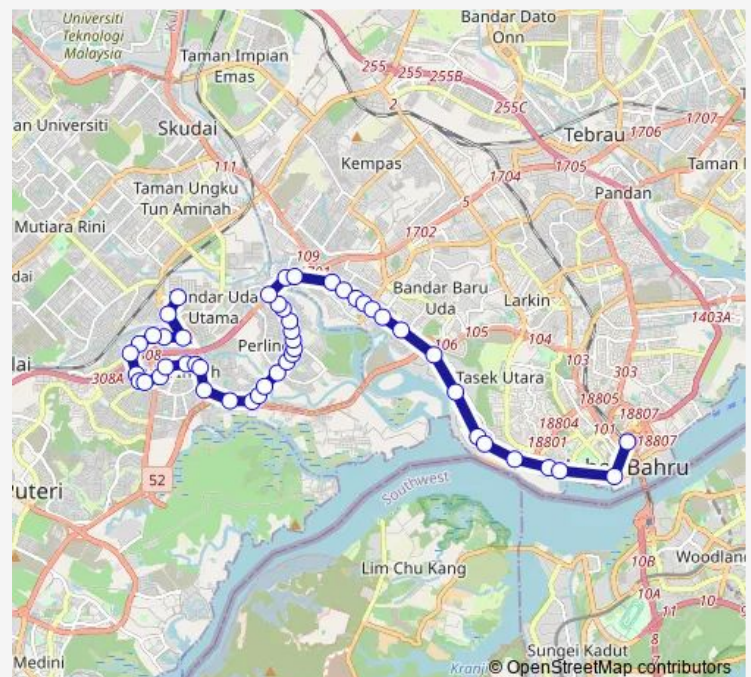 Universiti
Teknologi
Malaysia
Bandar Dato
Onn
Taman Impian
Emas
255
255
255B
255C
2
an Universiti
Skudai
Tebrau
1706
1707
111
Kempas
1705
Taman
1704
Taman Ungku
Tun Aminah
Pandan
5
Mutiara Rini
1702
109
dai
ndar Uda
Utama
Bandar Baru
Uda
Larkin
1403A
105
104
Perlin
106
lai
308
308A
103
303
Tasek Utara
18805
18807
18804
101
18801
18807
Bahru
52
uteri
Southwest
Woodlan
10B
Lim Chu Kang
10A
11
10
9
8
7
Sungei Kadut
Medini
Kranji
© OpenStreetMap contributors